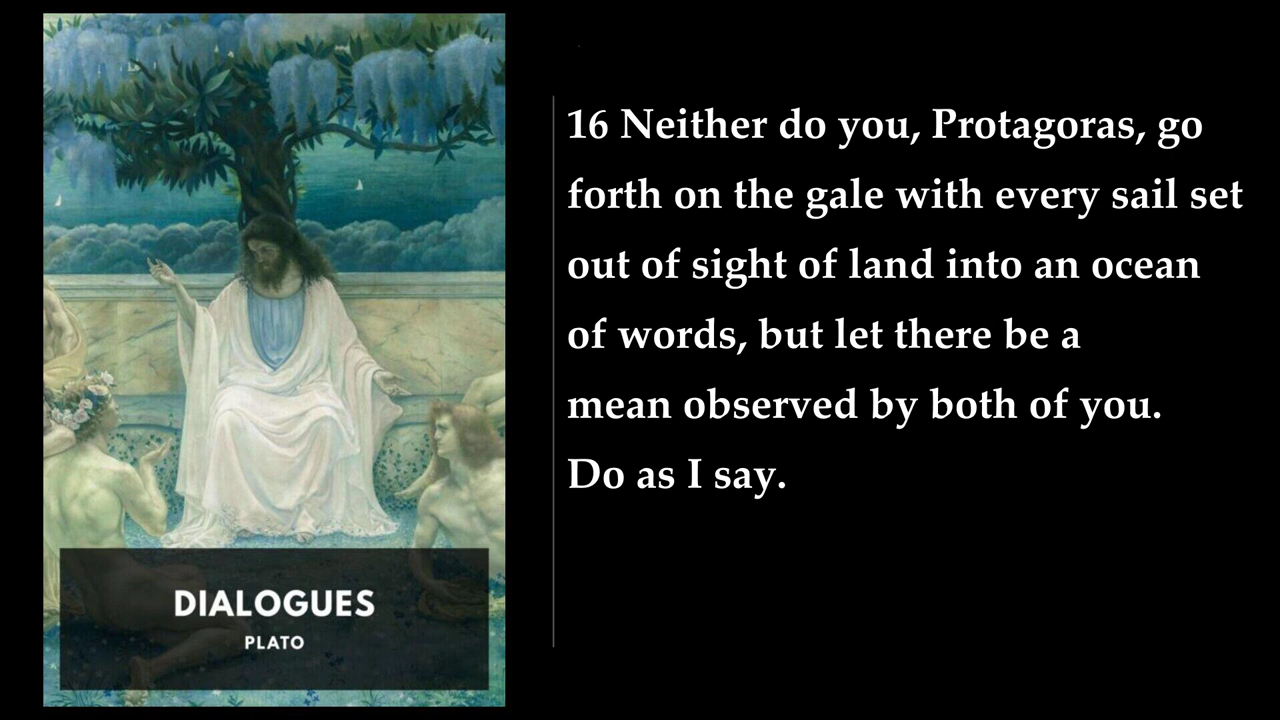 DIALOGUES
PLATO
16 Neither do you, Protagoras, go
forth on the gale with every sail set
out of sight of land into an ocean
of words, but let there be a
mean observed by both of you.
Do as I say.